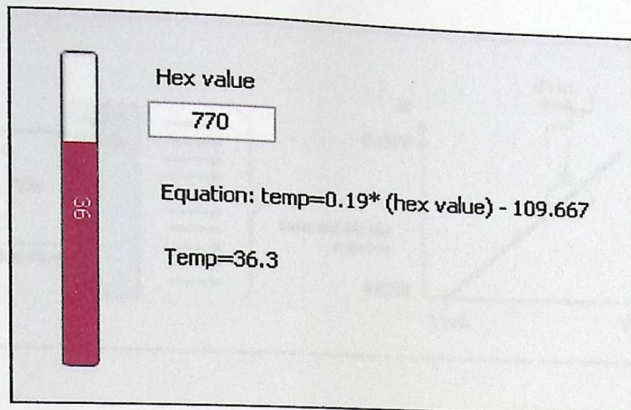 Hex value
770
36
Equation: temp=0.19* (hex value) - 109.667
Temp=36.3